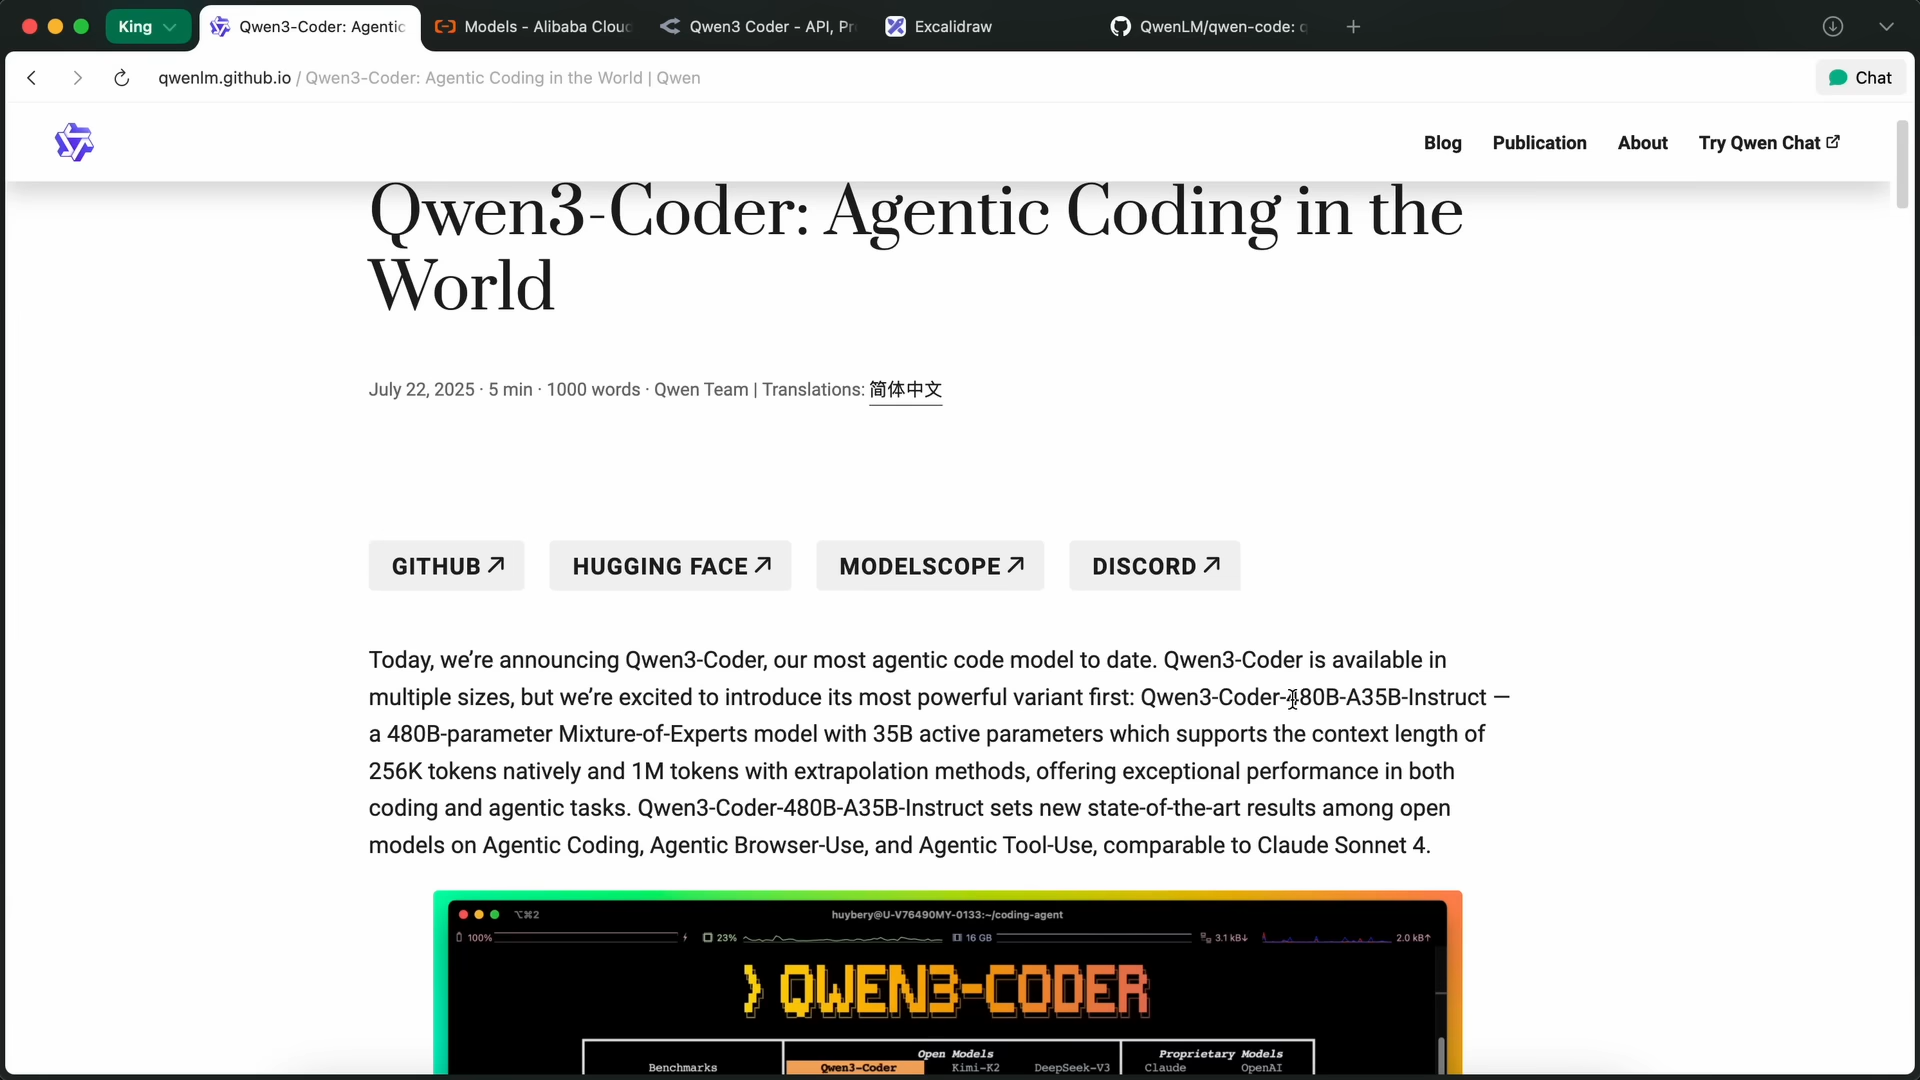 King
Qwen3-Coder: Agentic
Models - Alibaba Cloud
Qwen3 Coder - API, Pr
Excalidraw
QwenLM/qwen-code: q
qwenlm.github.io / Qwen3-Coder: Agentic Coding in the World | Qwen
Chat
Blog
Publication
About
Try Qwen Chat
Qwen3-Coder: Agentic Coding in the
World
July 22, 2025 · 5 min · 1000 words · Qwen Team | Translations: 简体中文
GITHUB
HUGGING FACE
MODELSCOPE
DISCORD
Today, we’re announcing Qwen3-Coder, our most agentic code model to date. Qwen3-Coder is available in
multiple sizes, but we’re excited to introduce its most powerful variant first: Qwen3-Coder-480B-A35B-Instruct —
a 480B-parameter Mixture-of-Experts model with 35B active parameters which supports the context length of
256K tokens natively and 1M tokens with extrapolation methods, offering exceptional performance in both
coding and agentic tasks. Qwen3-Coder-480B-A35B-Instruct sets new state-of-the-art results among open
models on Agentic Coding, Agentic Browser-Use, and Agentic Tool-Use, comparable to Claude Sonnet 4.
⌥⌘2
huybery@U-V76490MY-0133:~/coding-agent
100%
23%
16 GB
3.1 kB↓
2.0 kB↑
QWEN3-CODER
Open Models
Proprietary Models
Benchmarks
Qwen3-Coder
Kimi-K2
DeepSeek-V3
Claude
OpenAI